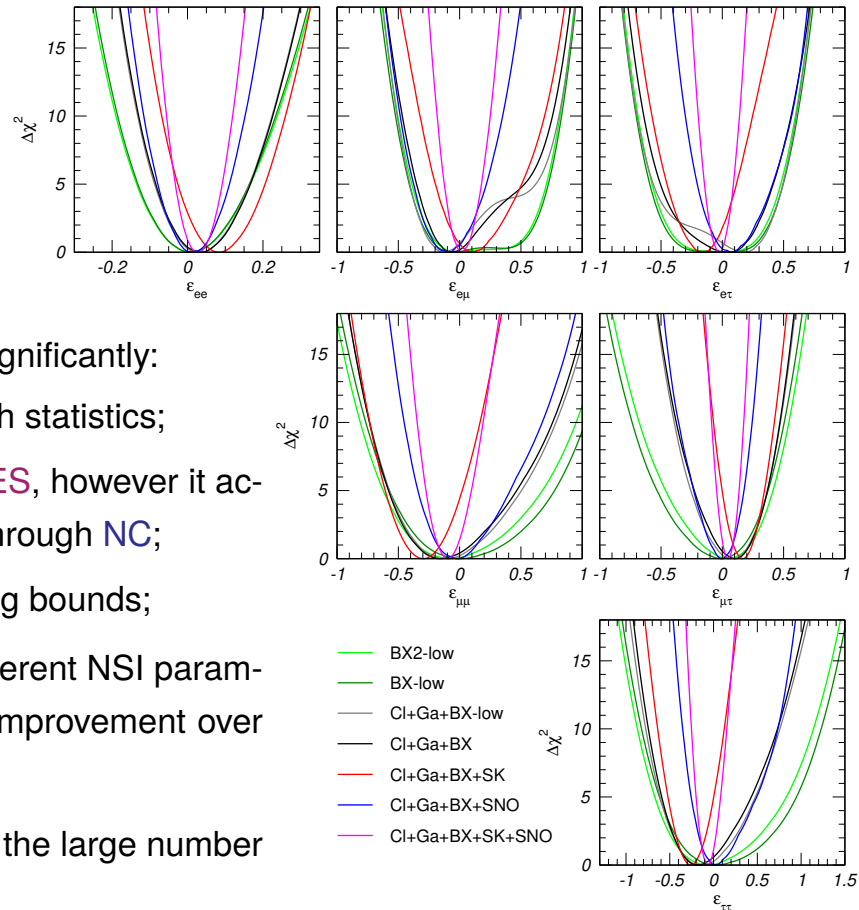 Δχ²
15
10
5
0
-0.2 0 0.2
ε_ee
-1 -0.5 0 0.5 1
ε_eμ
-1 -0.5 0 0.5 1
ε_eτ
gnificantly:
h statistics;
ES, however it ac-
hrough NC;
g bounds;
erent NSI param-
mprovement over
the large number
Δχ²
15
10
5
0
-1 -0.5 0 0.5 1
ε_μμ
-1 -0.5 0 0.5 1
ε_μτ
BX2-low
BX-low
Cl+Ga+BX-low
Cl+Ga+BX
Cl+Ga+BX+SK
Cl+Ga+BX+SNO
Cl+Ga+BX+SK+SNO
Δχ²
15
10
5
0
-1 -0.5 0 0.5 1 1.5
ε_ττ